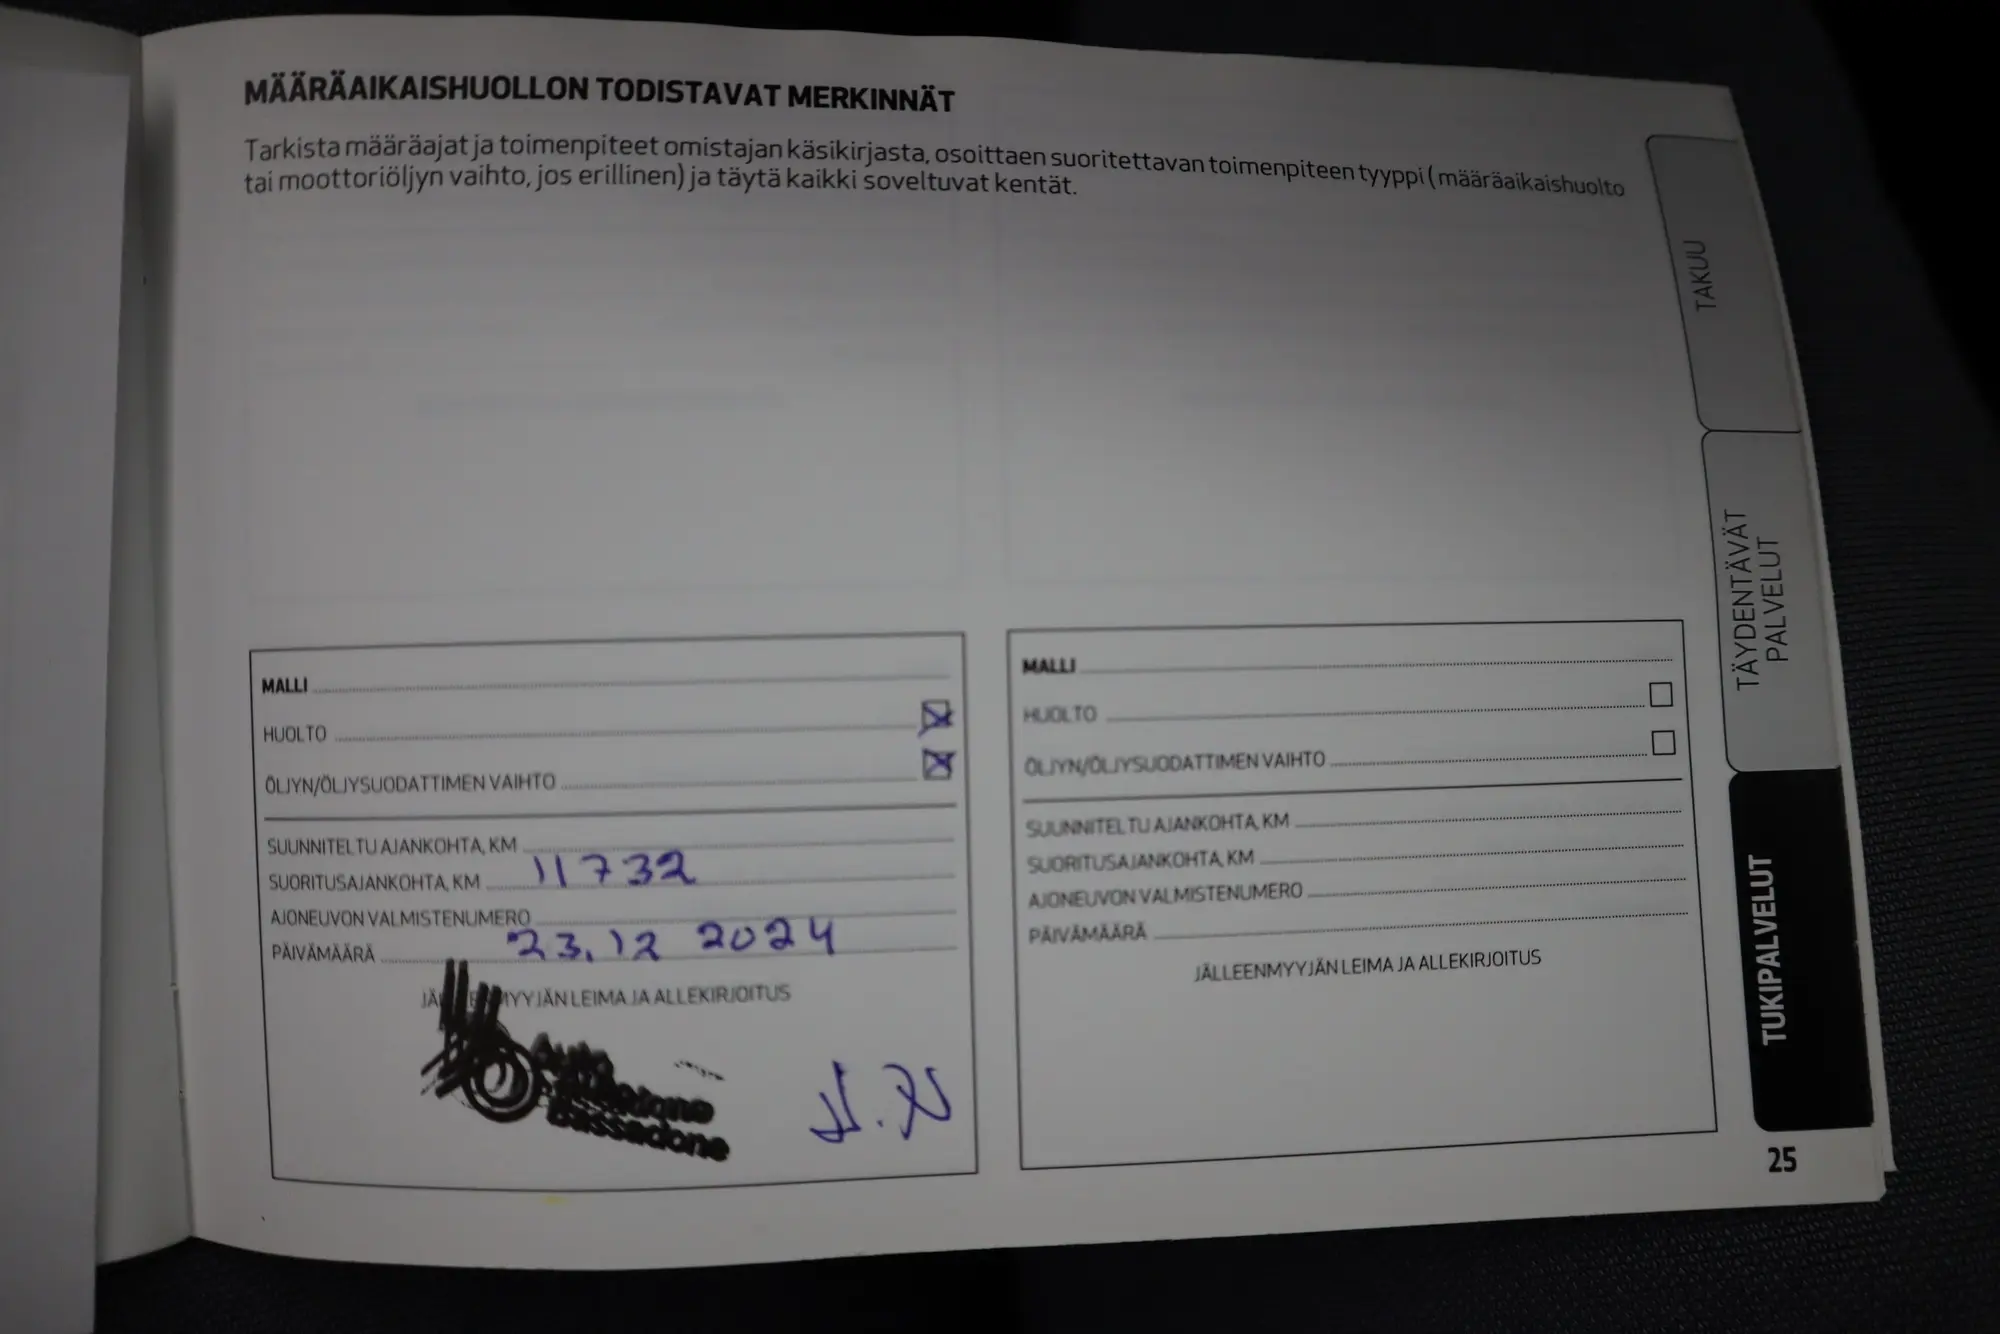 MÄÄRÄAIKAISHUOLLON TODISTAVAT MERKINNÄT
Tarkista määräajat ja toimenpiteet omistajan käsikirjasta, osoittaen suoritettavan toimenpiteen tyyppi (määräaikaishuolto
tai moottoriöljyn vaihto, jos erillinen) ja täytä kaikki soveltuvat kentät.
MALLI
HUOLTO
ÖLJYN/ÖLJYSUODATTIMEN VAIHTO
SUUNNITELTU AJANKOHTA, KM
SUORITUSAJANKOHTA, KM 11732
AJONEUVON VALMISTENUMERO
PÄIVÄMÄÄRÄ 23.12 2024
JÄLLEENMYYJÄN LEIMA JA ALLEKIRJOITUS
Auto
Bassadone
MALLI
HUOLTO
ÖLJYN/ÖLJYSUODATTIMEN VAIHTO
SUUNNITELTU AJANKOHTA, KM
SUORITUSAJANKOHTA, KM
AJONEUVON VALMISTENUMERO
PÄIVÄMÄÄRÄ
JÄLLEENMYYJÄN LEIMA JA ALLEKIRJOITUS
TAKUU
TÄYDENTÄVÄT
PALVELUT
TUKIPALVELUT
25